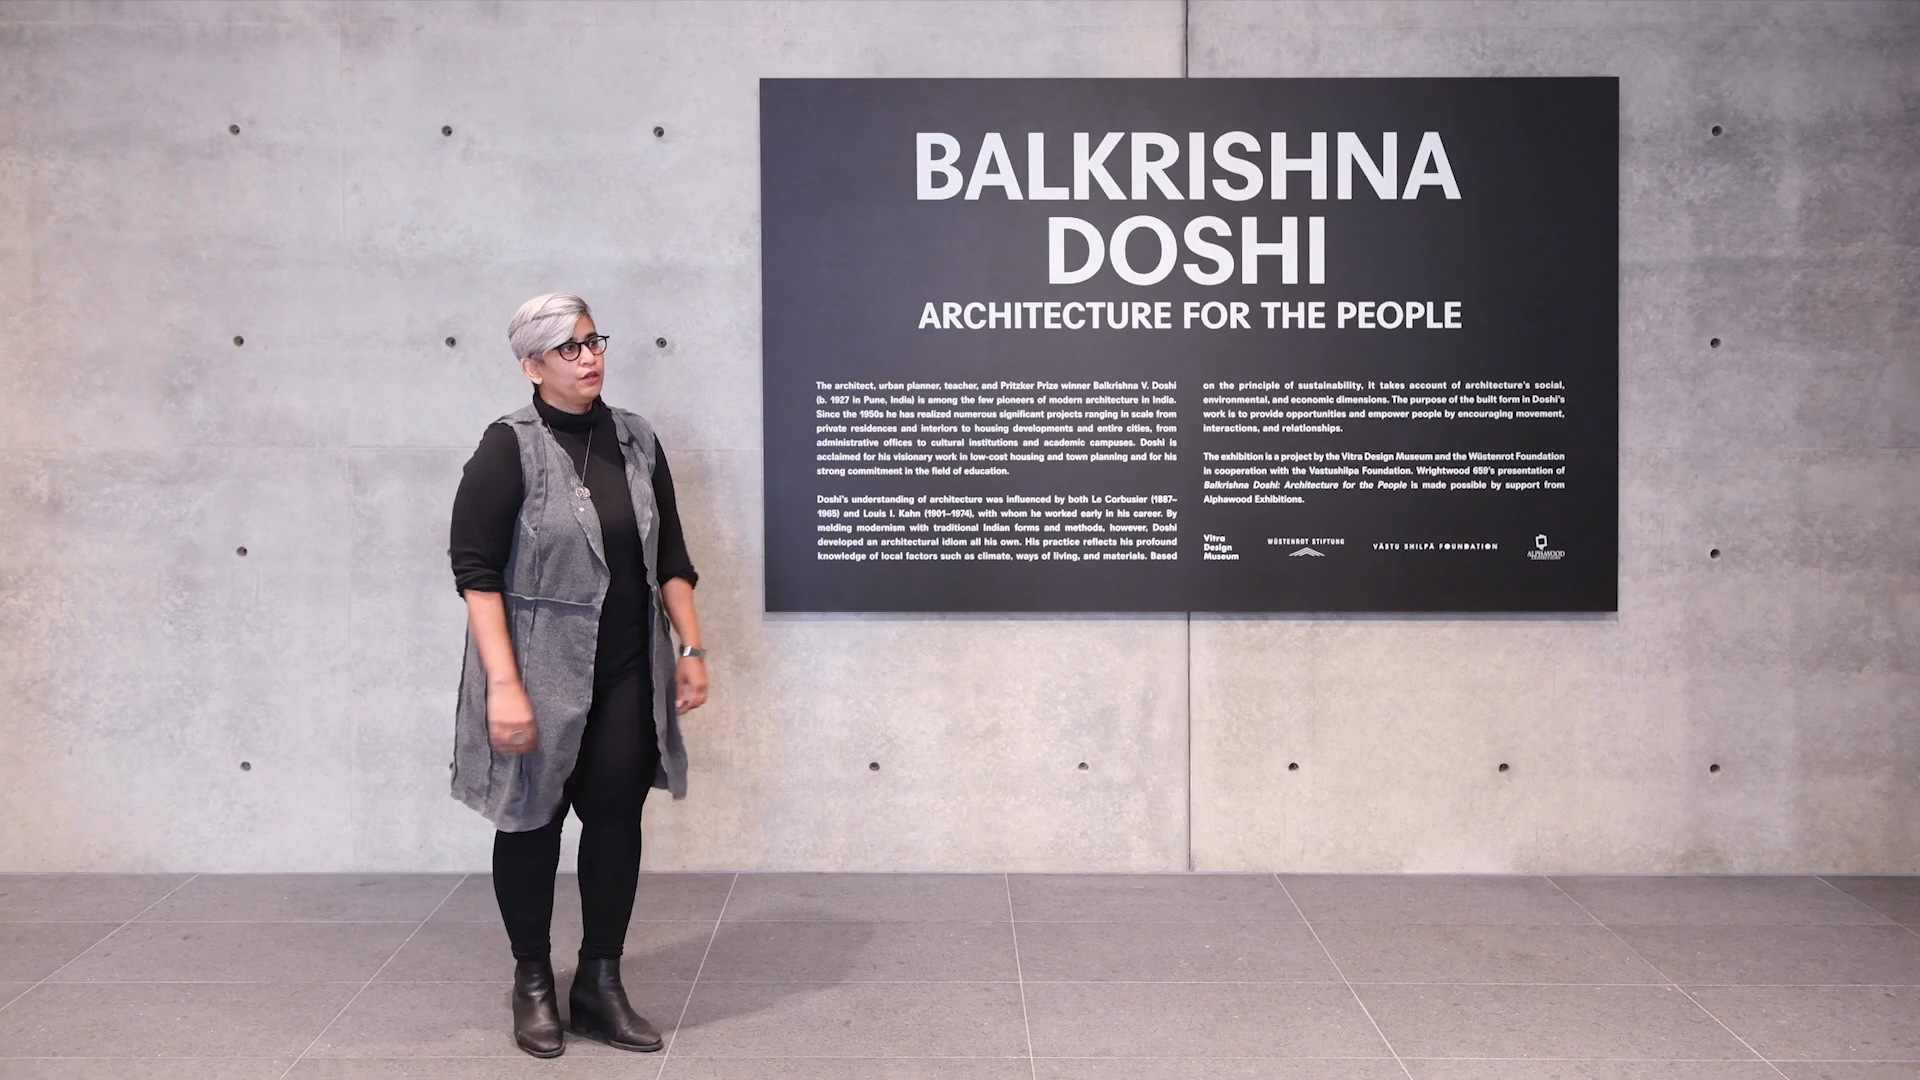 BALKRISHNA
DOSHI
ARCHITECTURE FOR THE PEOPLE
The architect, urban planner, teacher, and Pritzker Prize winner Balkrishna V. Doshi
(b. 1927 in Pune, India) is among the few pioneers of modern architecture in India.
Since the 1950s he has realized numerous significant projects ranging in scale from
private residences and interiors to housing developments and entire cities, from
administrative offices to cultural institutions and academic campuses. Doshi is
acclaimed for his visionary work in low-cost housing and town planning and for his
strong commitment in the field of education.
Doshi's understanding of architecture was influenced by both Le Corbusier (1887–
1965) and Louis I. Kahn (1901–1974), with whom he worked early in his career. By
melding modernism with traditional Indian forms and methods, however, Doshi
developed an architectural idiom all his own. His practice reflects his profound
knowledge of local factors such as climate, ways of living, and materials. Based
on the principle of sustainability, it takes account of architecture's social,
environmental, and economic dimensions. The purpose of the built form in Doshi's
work is to provide opportunities and empower people by encouraging movement,
interactions, and relationships.
The exhibition is a project by the Vitra Design Museum and the Wüstenrot Foundation
in cooperation with the Vastushilpa Foundation. Wrightwood 659's presentation of
Balkrishna Doshi: Architecture for the People is made possible by support from
Alphawood Exhibitions.
Vitra
Design
Museum
WÜSTENROT STIFTUNG
VĀSTU SHILPĀ FOUNDATION
ALPHAWOOD